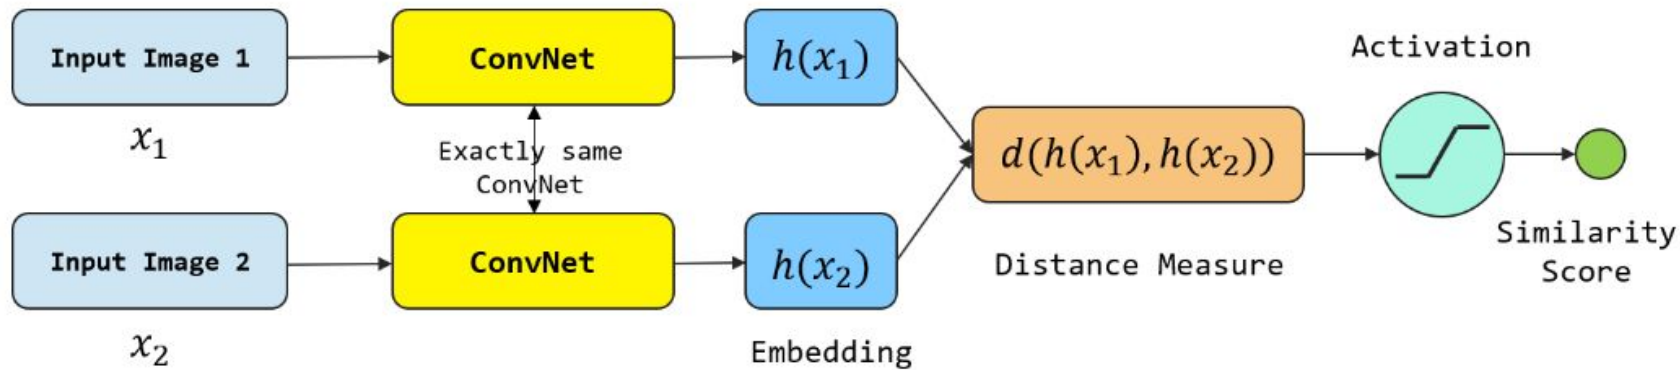 Input Image 1
ConvNet
h(x₁)
Activation
x₁
Exactly same
ConvNet
d(h(x₁), h(x₂))
Input Image 2
ConvNet
h(x₂)
Distance Measure
Similarity
Score
x₂
Embedding